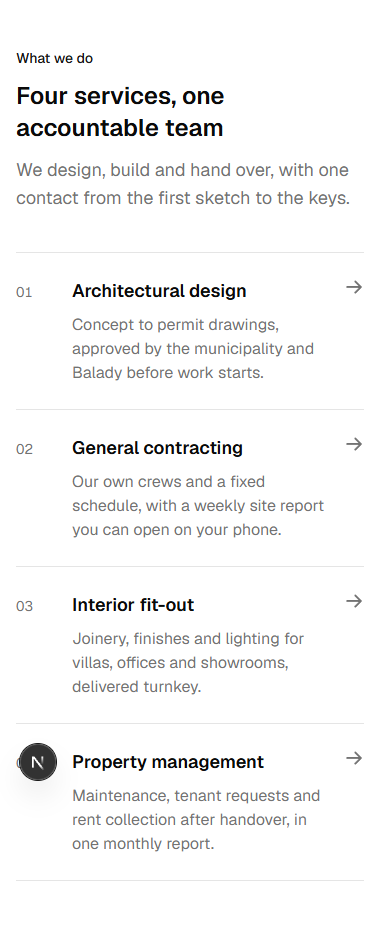 What we do
Four services, one
accountable team
We design, build and hand over, with one
contact from the first sketch to the keys.
01
Architectural design
Concept to permit drawings,
approved by the municipality and
Balady before work starts.
02
General contracting
Our own crews and a fixed
schedule, with a weekly site report
you can open on your phone.
03
Interior fit-out
Joinery, finishes and lighting for
villas, offices and showrooms,
delivered turnkey.
N
Property management
Maintenance, tenant requests and
rent collection after handover, in
one monthly report.